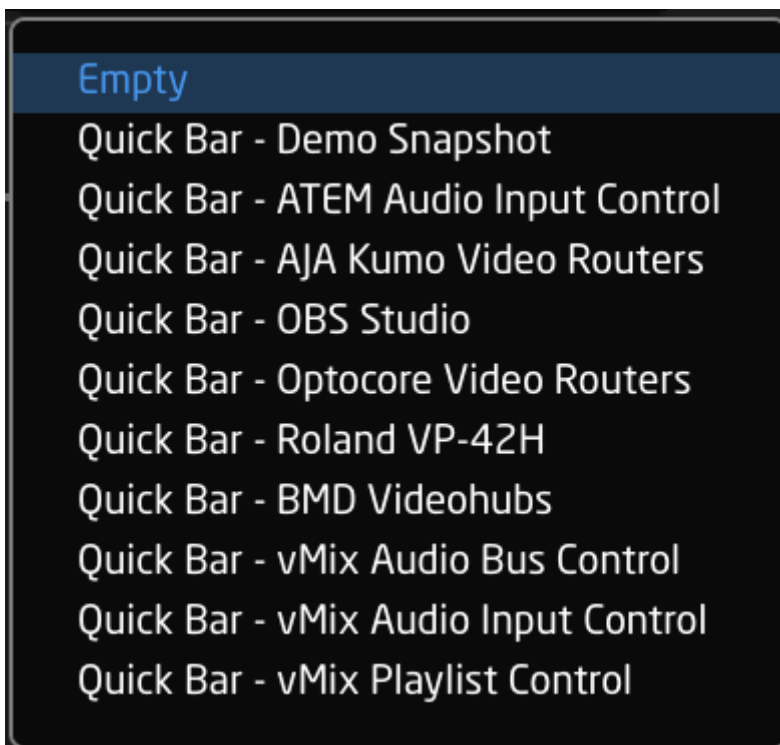 Empty
Quick Bar - Demo Snapshot
Quick Bar - ATEM Audio Input Control
Quick Bar - AJA Kumo Video Routers
Quick Bar - OBS Studio
Quick Bar - Optocore Video Routers
Quick Bar - Roland VP-42H
Quick Bar - BMD Videohubs
Quick Bar - vMix Audio Bus Control
Quick Bar - vMix Audio Input Control
Quick Bar - vMix Playlist Control